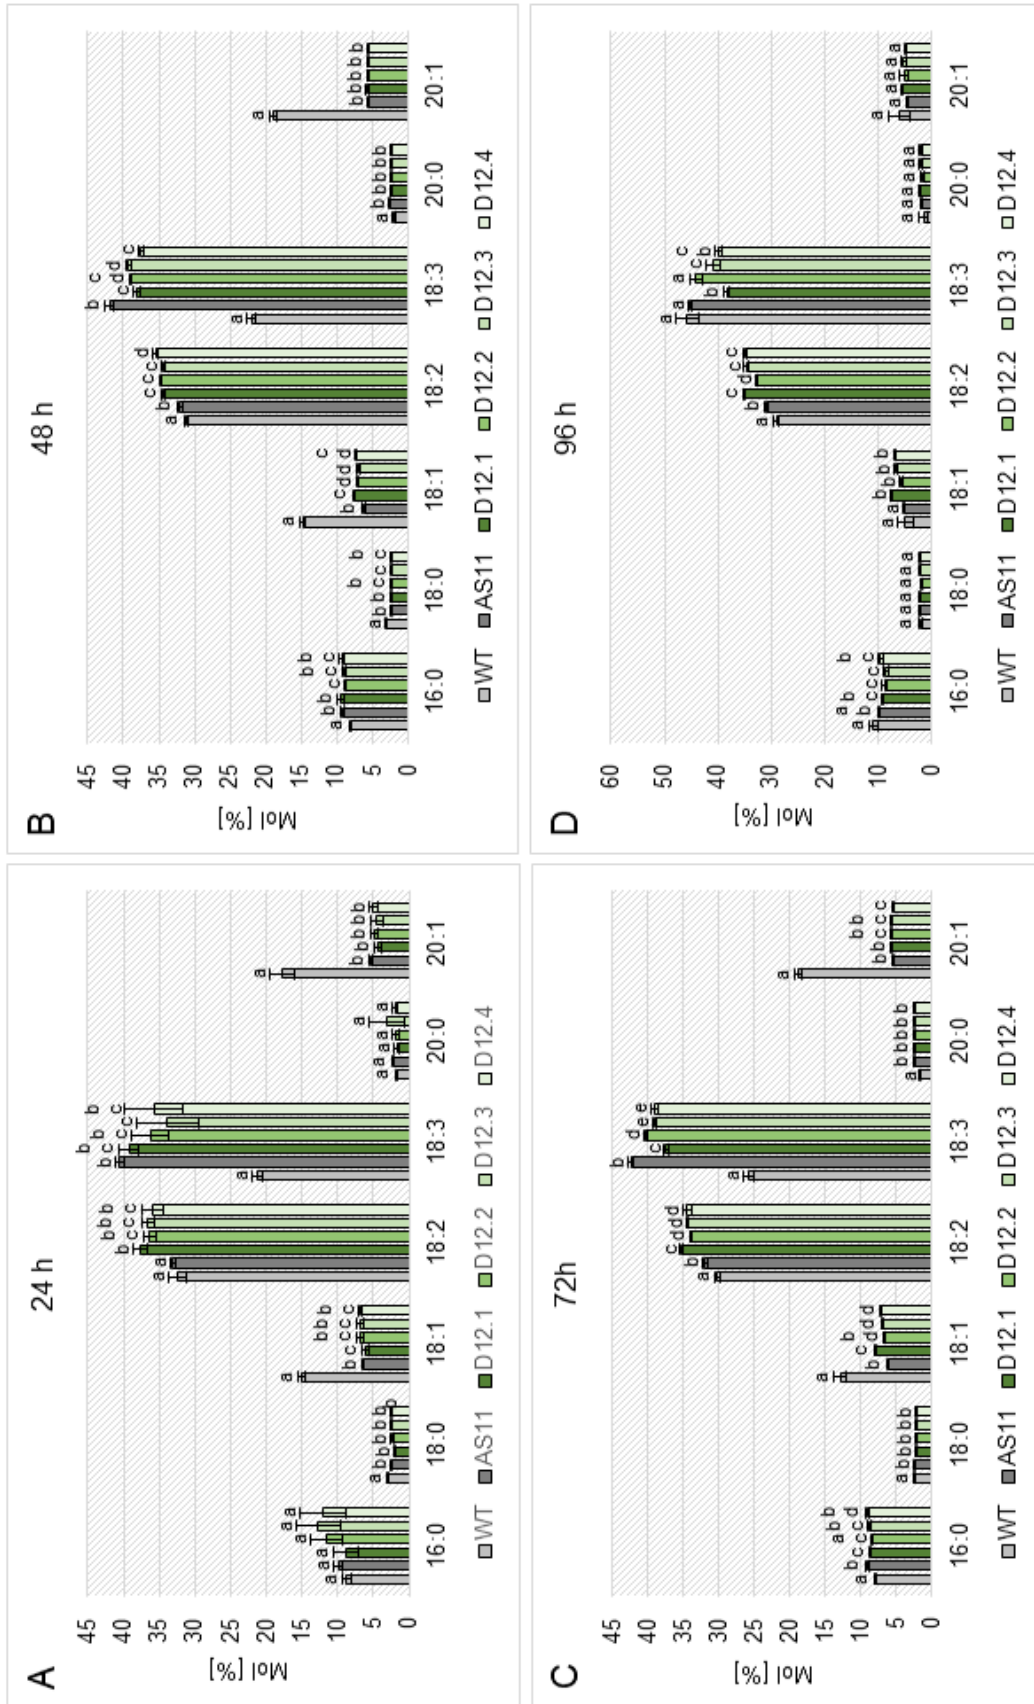 A
24 h
Mol [%]
45
40
35
30
25
20
15
10
5
0
a a a a a a
a b b b b b
a
a a
a
b b b b b
a a a a a a
a b b b b b
16:0 18:0 18:1 18:2 18:3 20:0 20:1
WT AS11 D12.1 D12.2 D12.3 D12.4
B
48 h
Mol [%]
45
40
35
30
25
20
15
10
5
0
a
a
a b c d d d
c
a b c c c d
a b c d d c
c
a b b b b b
a b b b b b
16:0 18:0 18:1 18:2 18:3 20:0 20:1
WT AS11 D12.1 D12.2 D12.3 D12.4
C
72h
Mol [%]
45
40
35
30
25
20
15
10
5
0
a b c c c d
a b b
a b b b b b
a b c d d d
b
a b c d d d
a b c d e e
a b b b b b
a b b c c c
b b
16:0 18:0 18:1 18:2 18:3 20:0 20:1
WT AS11 D12.1 D12.2 D12.3 D12.4
D
96 h
Mol [%]
60
50
40
30
20
10
0
a b c c c c
a b b
a a a a a a
a a b b b b
a b c d c c
a a b a c b
c
a a a a a a
a a a a a a
16:0 18:0 18:1 18:2 18:3 20:0 20:1
WT AS11 D12.1 D12.2 D12.3 D12.4